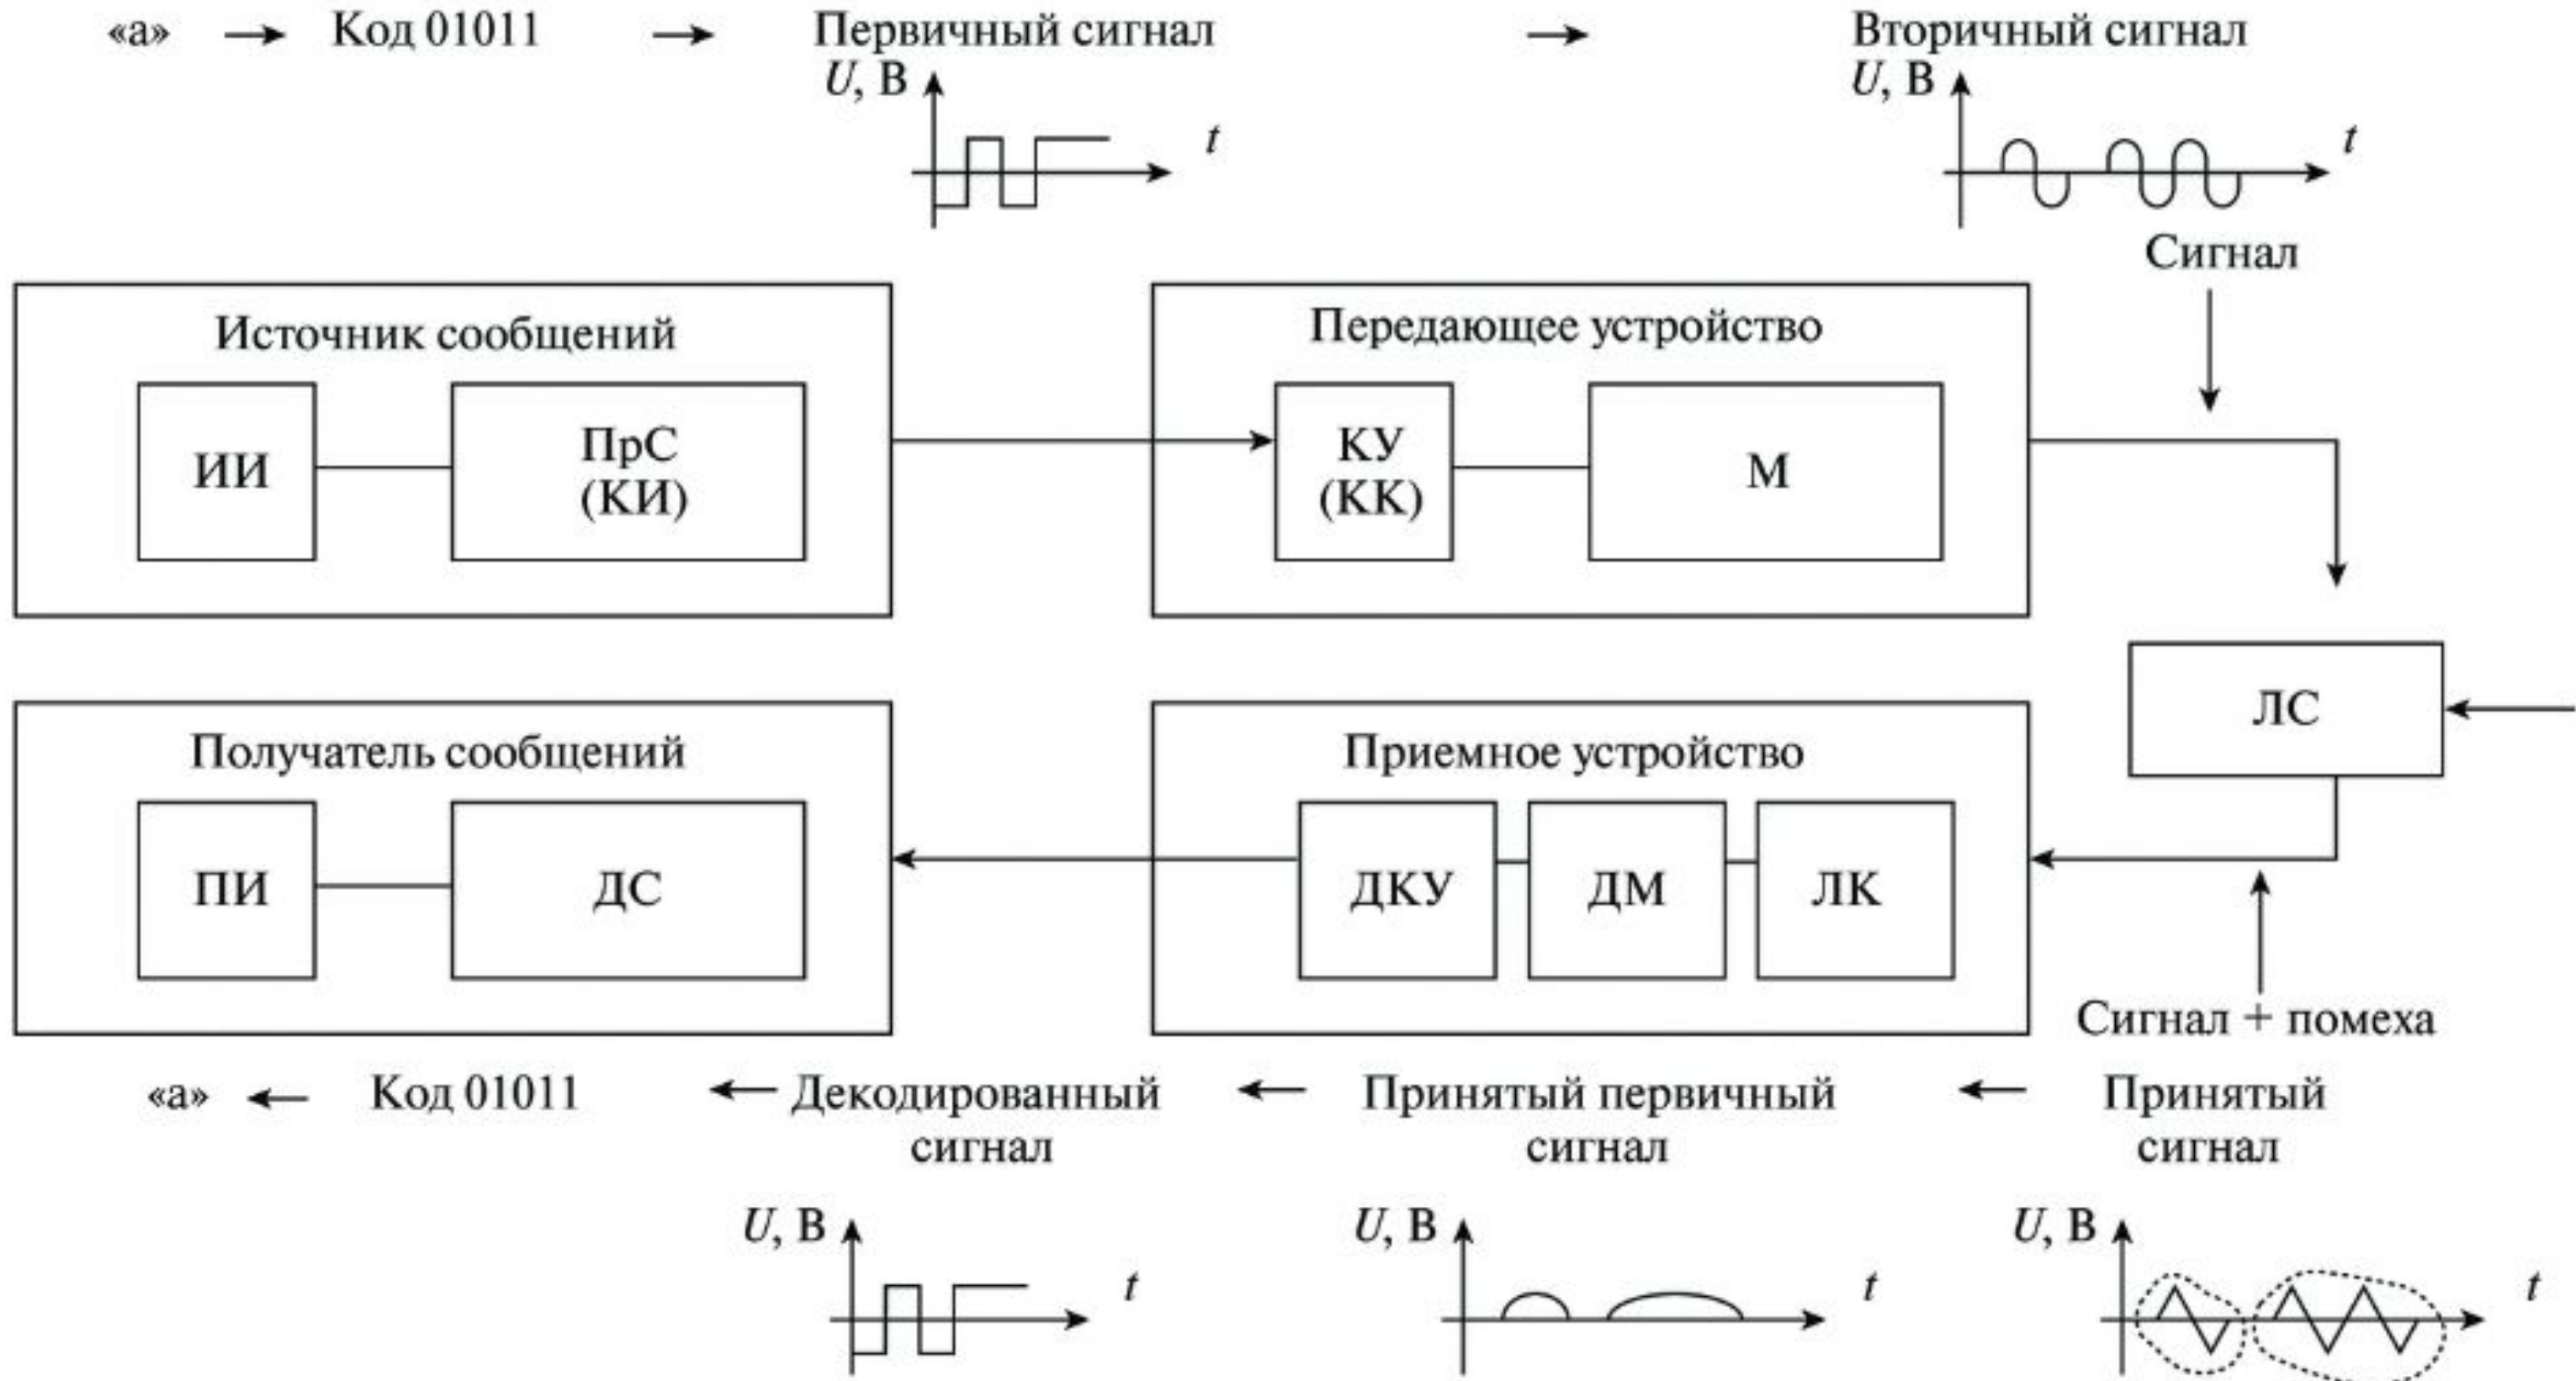 «а» → Код 01011 → Первичный сигнал → Вторичный сигнал
U, В t
U, В t
Сигнал
Источник сообщений
ИИ
ПрС
(КИ)
Передающее устройство
КУ
(КК)
М
ЛС
Получатель сообщений
ПИ
ДС
Приемное устройство
ДКУ
ДМ
ЛК
Сигнал + помеха
«а» ← Код 01011 ← Декодированный
сигнал
← Принятый первичный
сигнал
← Принятый
сигнал
U, В t
U, В t
U, В t